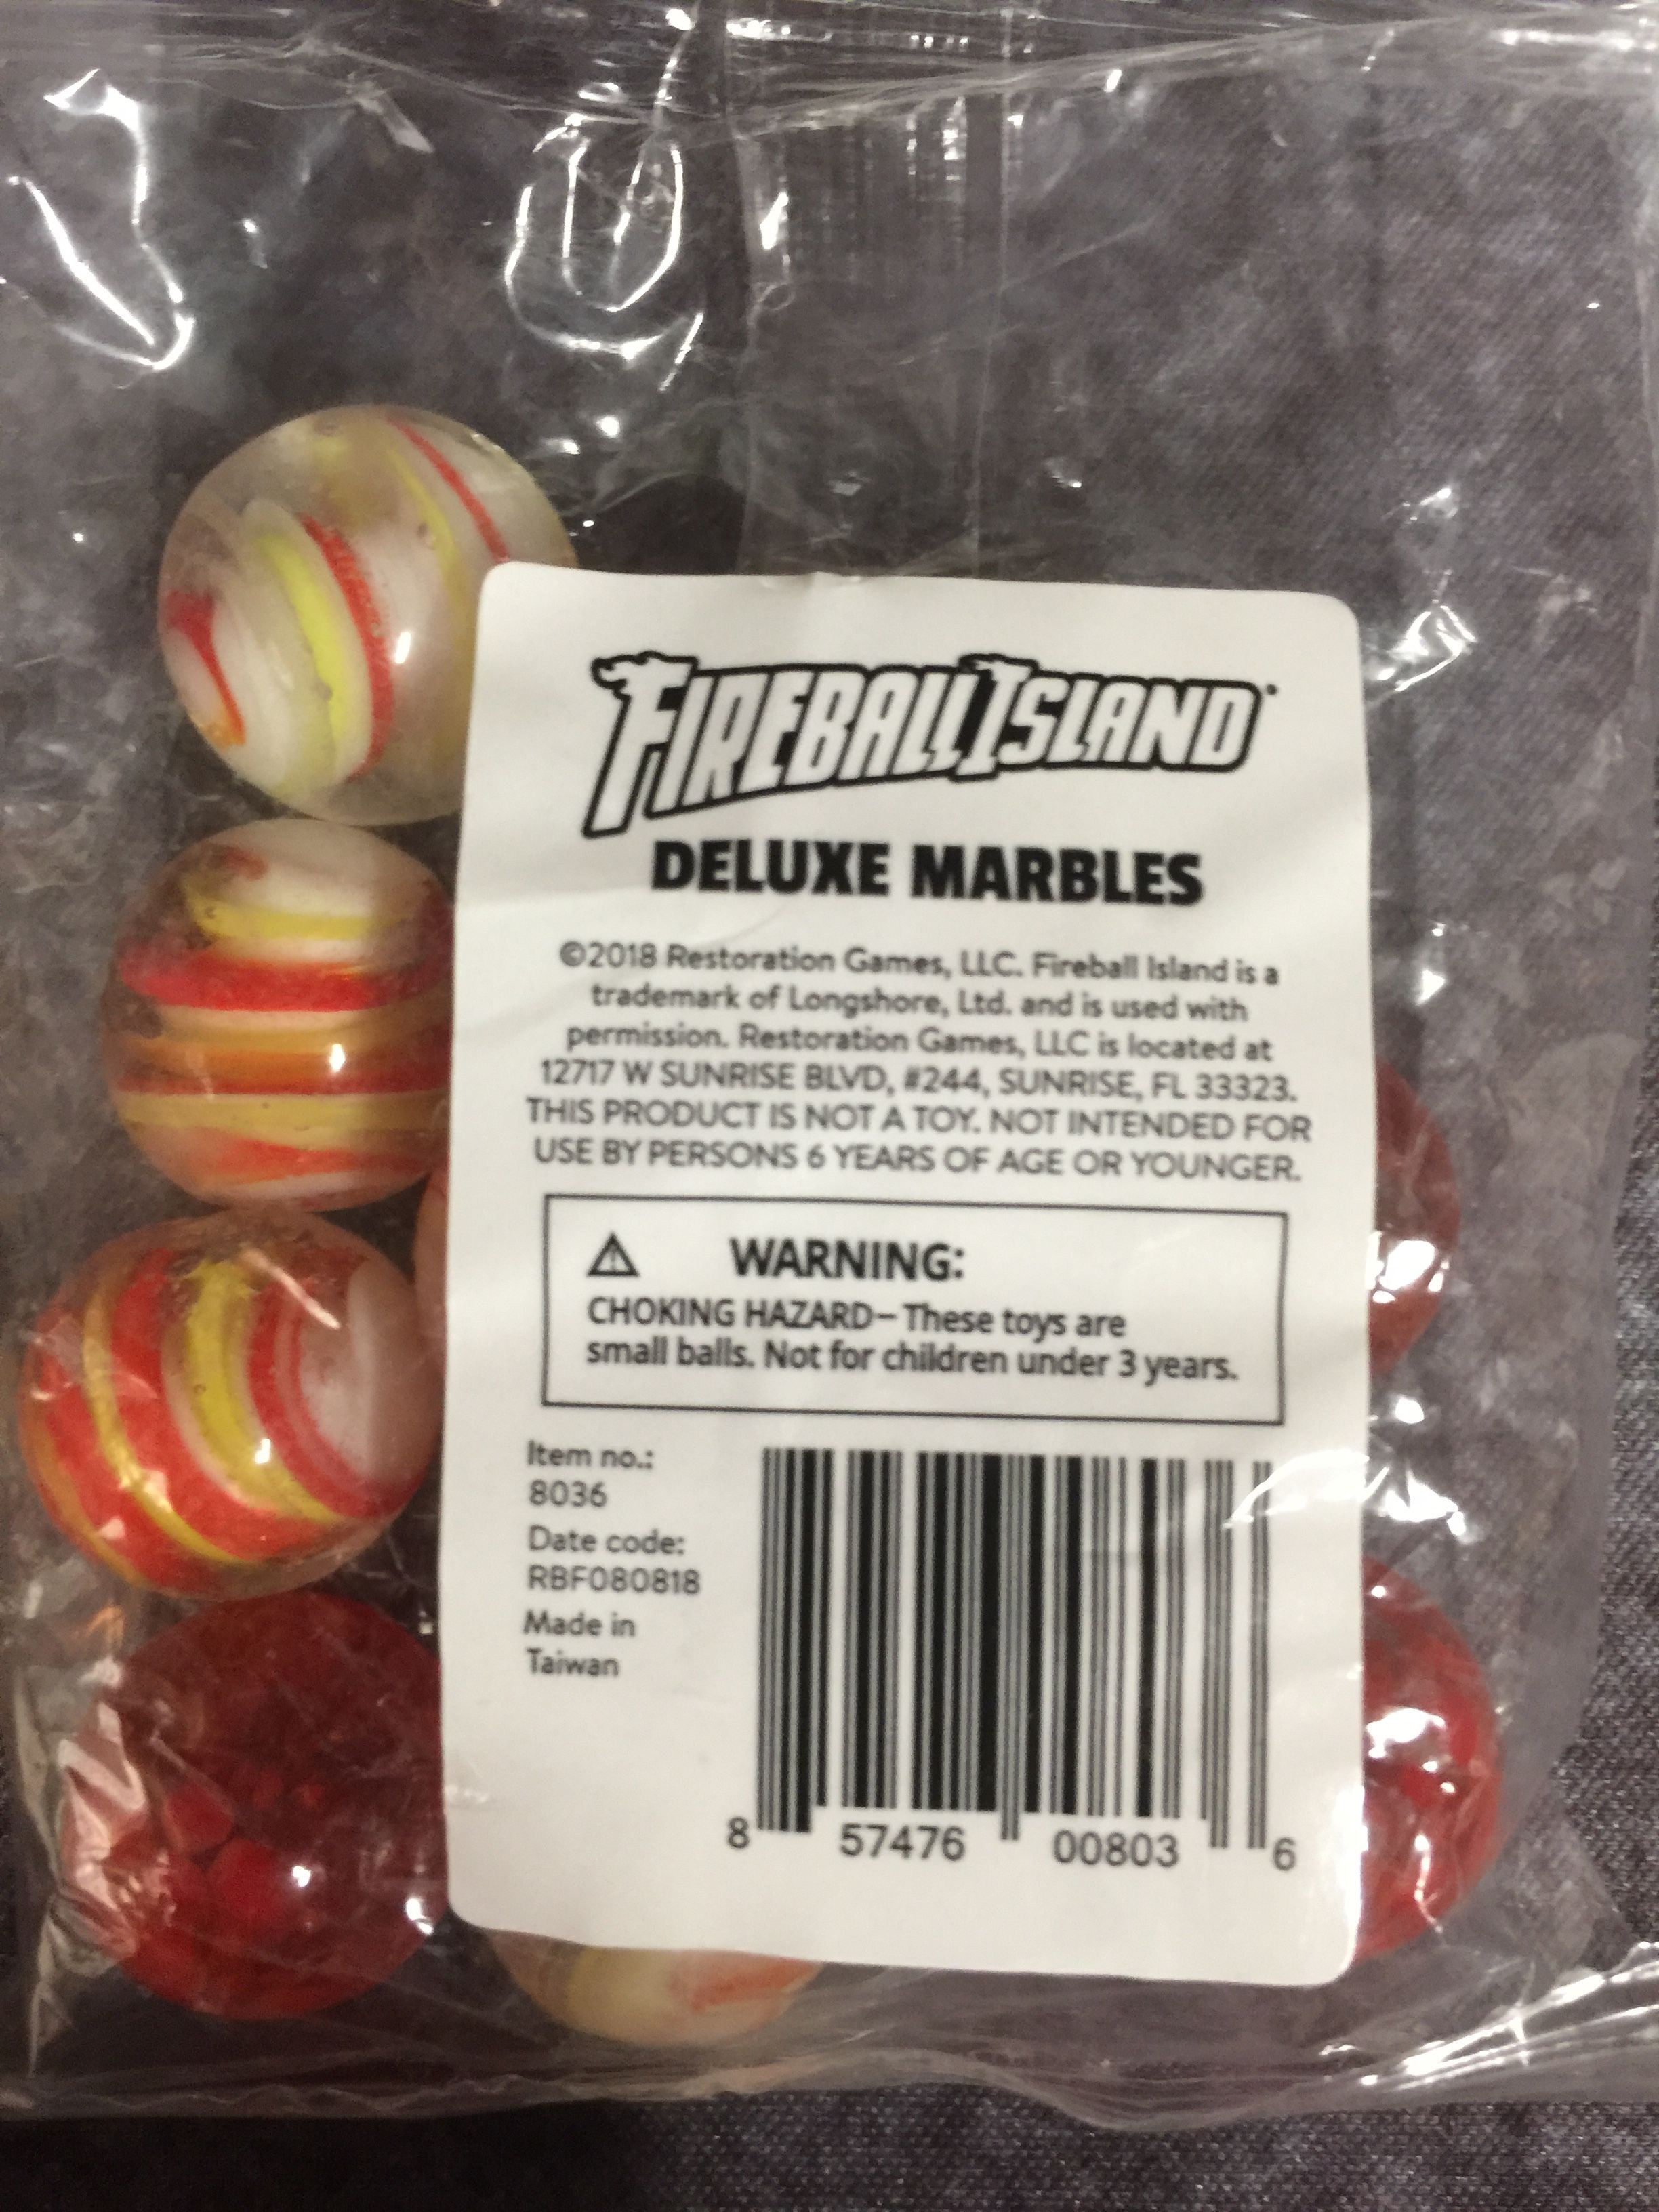 FIREBALL ISLAND
DELUXE MARBLES
©2018 Restoration Games, LLC. Fireball Island is a
trademark of Longshore, Ltd. and is used with
permission. Restoration Games, LLC is located at
12717 W SUNRISE BLVD, #244, SUNRISE, FL 33323.
THIS PRODUCT IS NOT A TOY. NOT INTENDED FOR
USE BY PERSONS 6 YEARS OF AGE OR YOUNGER.
⚠ WARNING:
CHOKING HAZARD– These toys are
small balls. Not for children under 3 years.
Item no.:
8036
Date code:
RBF080818
Made in
Taiwan
8 57476 00803 6